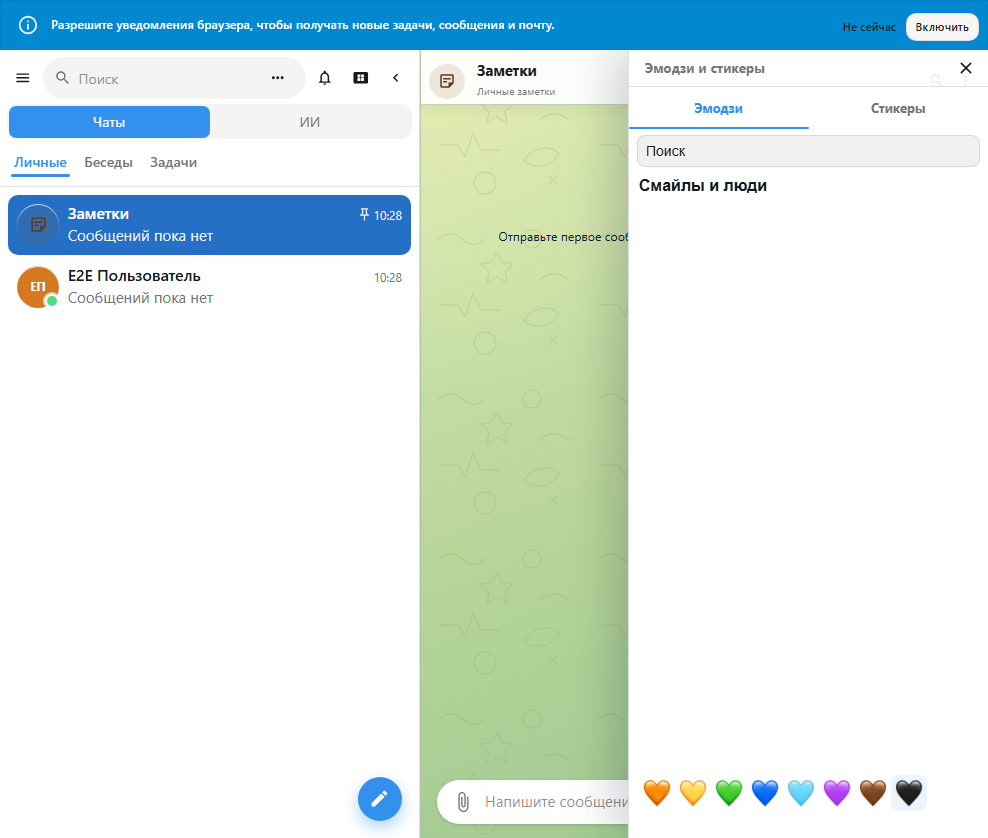 Разрешите уведомления браузера, чтобы получать новые задачи, сообщения и почту.
Не сейчас
Включить
Поиск
Чаты
ИИ
Личные
Беседы
Задачи
Заметки
10:28
Сообщений пока нет
ЕП
E2E Пользователь
10:28
Сообщений пока нет
Заметки
Личные заметки
Отправьте первое сооб
Напишите сообщени
Эмодзи и стикеры
Эмодзи
Стикеры
Поиск
Смайлы и люди